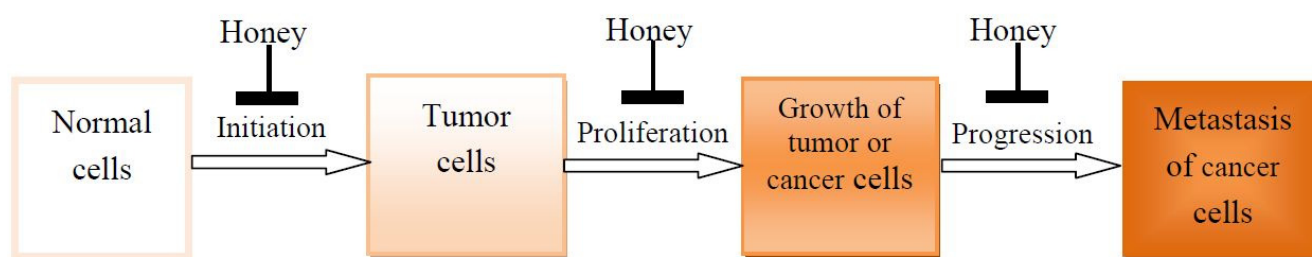 Honey
Honey
Honey
Normal
cells
Initiation
Tumor
cells
Proliferation
Growth of
tumor or
cancer cells
Progression
Metastasis
of cancer
cells